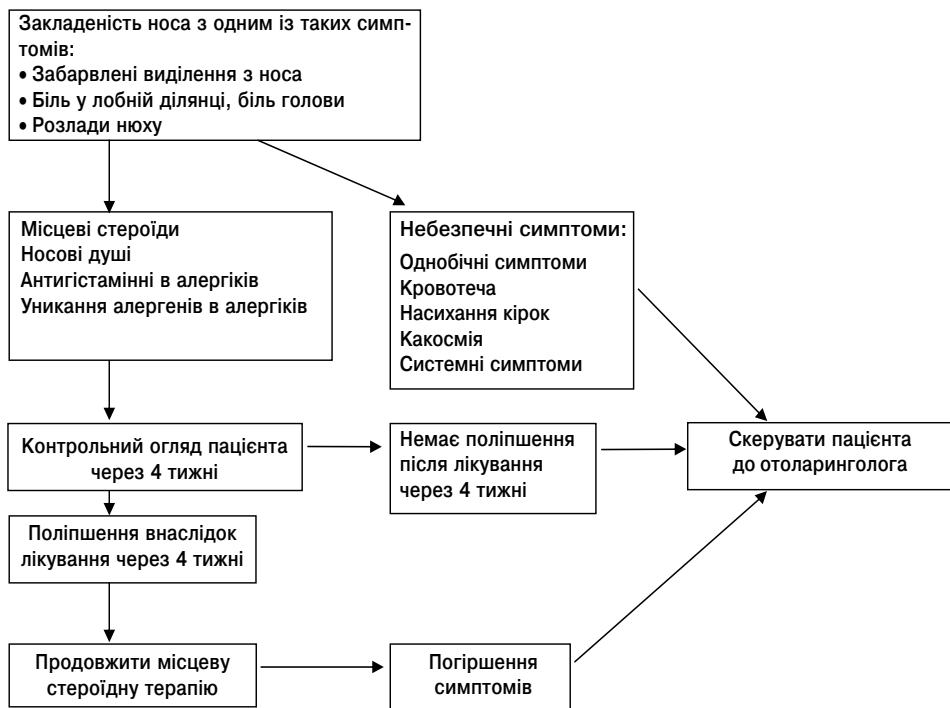 Закладеність носа з одним із таких симп-
томів:
• Забарвлені виділення з носа
• Біль у лобній ділянці, біль голови
• Розлади нюху
Місцеві стероїди
Носові душі
Антигістамінні в алергіків
Уникання алергенів в алергіків
Небезпечні симптоми:
Однобічні симптоми
Кровотеча
Насихання кірок
Какосмія
Системні симптоми
Контрольний огляд пацієнта
через 4 тижні
Немає поліпшення
після лікування
через 4 тижні
Скерувати пацієнта
до отоларинголога
Поліпшення внаслідок
лікування через 4 тижні
Продовжити місцеву
стероїдну терапію
Погіршення
симптомів